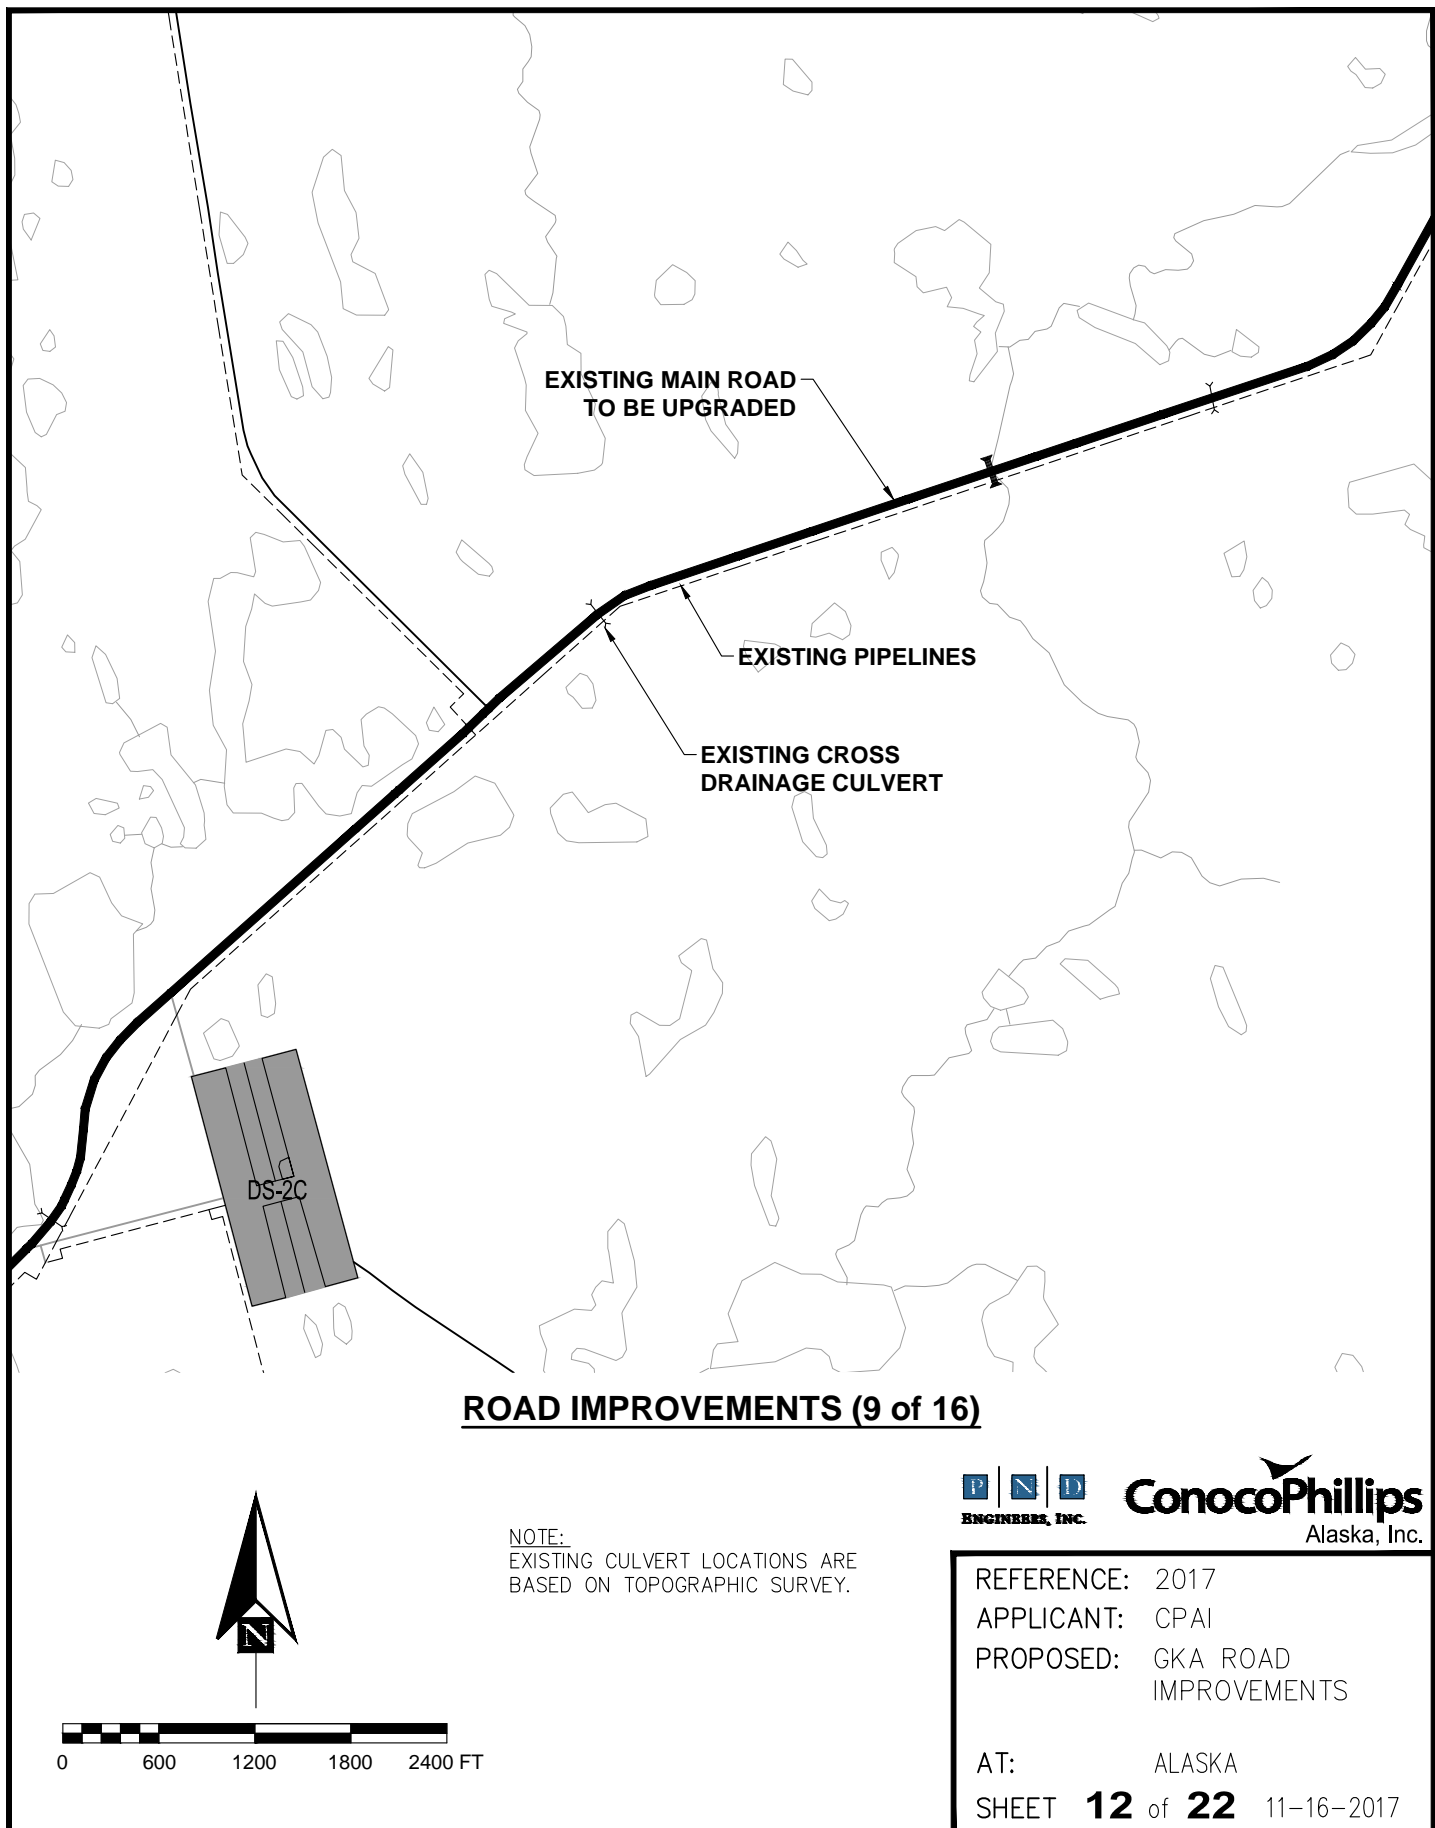 EXISTING MAIN ROAD
TO BE UPGRADED
EXISTING PIPELINES
EXISTING CROSS
DRAINAGE CULVERT
DS-2C
ROAD IMPROVEMENTS (9 of 16)
P N D
ENGINEERS, INC.
ConocoPhillips
Alaska, Inc.
NOTE:
EXISTING CULVERT LOCATIONS ARE
BASED ON TOPOGRAPHIC SURVEY.
N
0 600 1200 1800 2400 FT
REFERENCE: 2017
APPLICANT: CPAI
PROPOSED: GKA ROAD
IMPROVEMENTS
AT: ALASKA
SHEET 12 of 22 11-16-2017